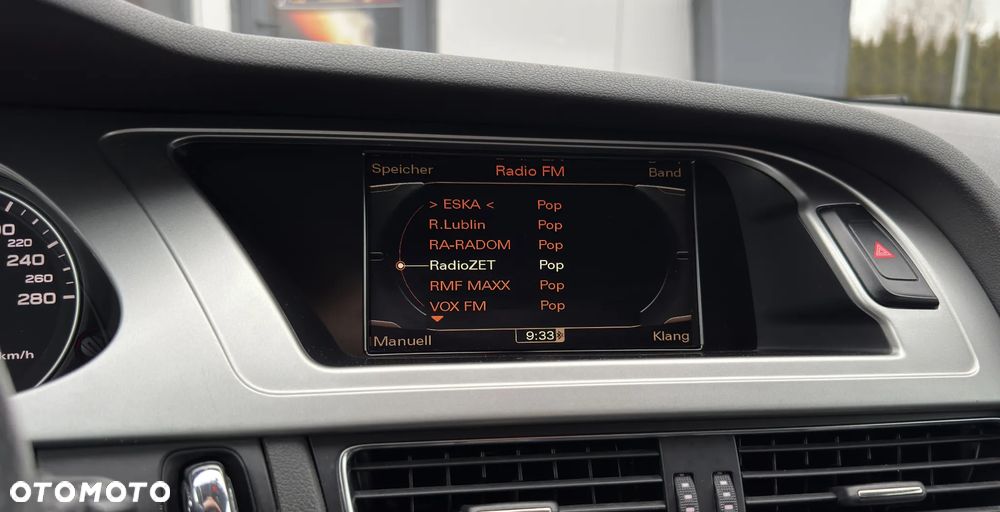 Speicher Radio FM Band
> ESKA < Pop
R.Lublin Pop
RA-RADOM Pop
RadioZET Pop
RMF MAXX Pop
VOX FM Pop
Manuell 9:33 Klang
220
240
260
280
km/h
OTOMOTO